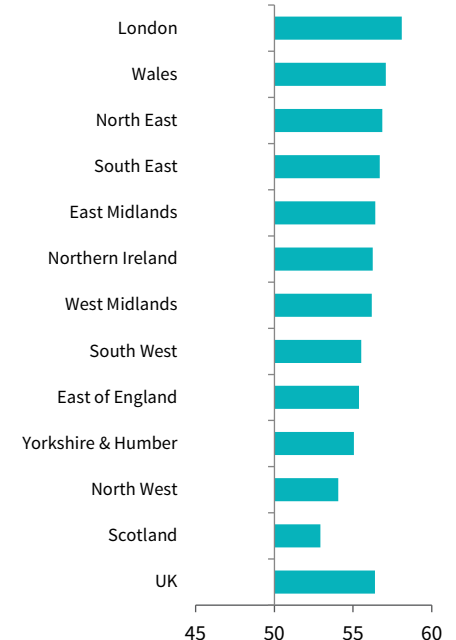 London
Wales
North East
South East
East Midlands
Northern Ireland
West Midlands
South West
East of England
Yorkshire & Humber
North West
Scotland
UK
45 50 55 60